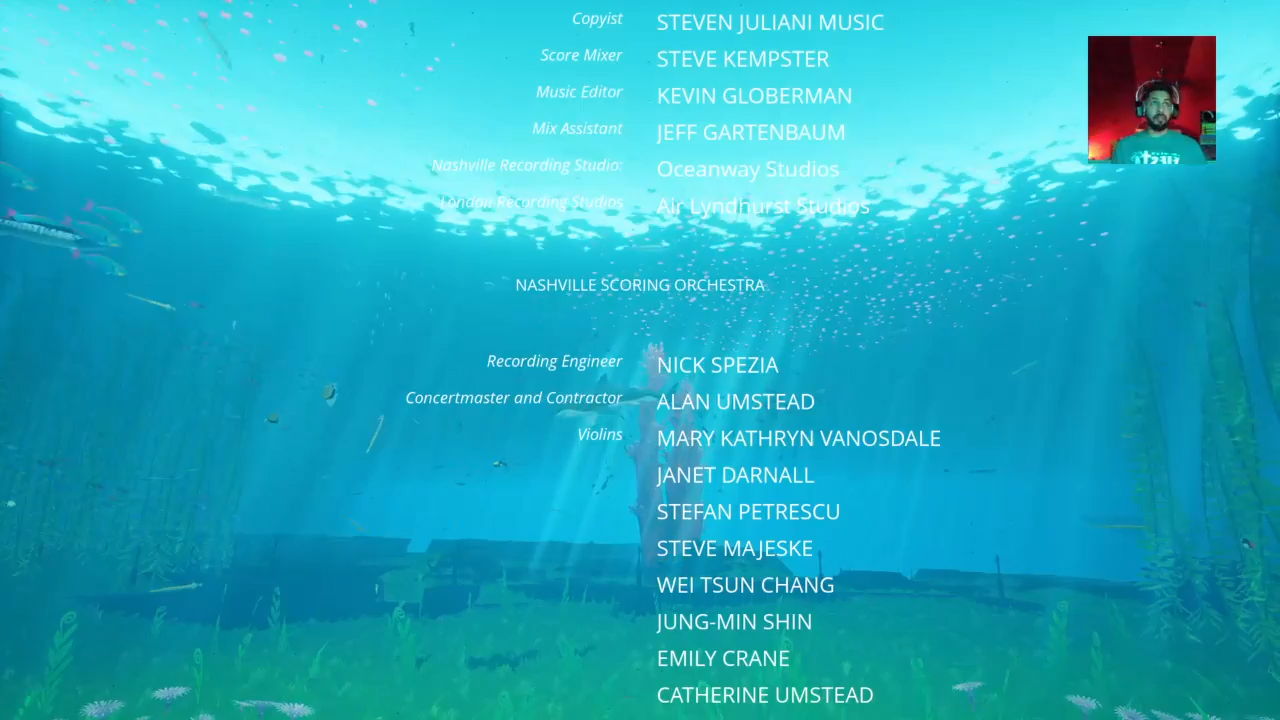 Copyist STEVEN JULIANI MUSIC
Score Mixer STEVE KEMPSTER
Music Editor KEVIN GLOBERMAN
Mix Assistant JEFF GARTENBAUM
Nashville Recording Studio: Oceanway Studios
London Recording Studios Air Lyndhurst Studios
NASHVILLE SCORING ORCHESTRA
Recording Engineer NICK SPEZIA
Concertmaster and Contractor ALAN UMSTEAD
Violins MARY KATHRYN VANOSDALE
JANET DARNALL
STEFAN PETRESCU
STEVE MAJESKE
WEI TSUN CHANG
JUNG-MIN SHIN
EMILY CRANE
CATHERINE UMSTEAD